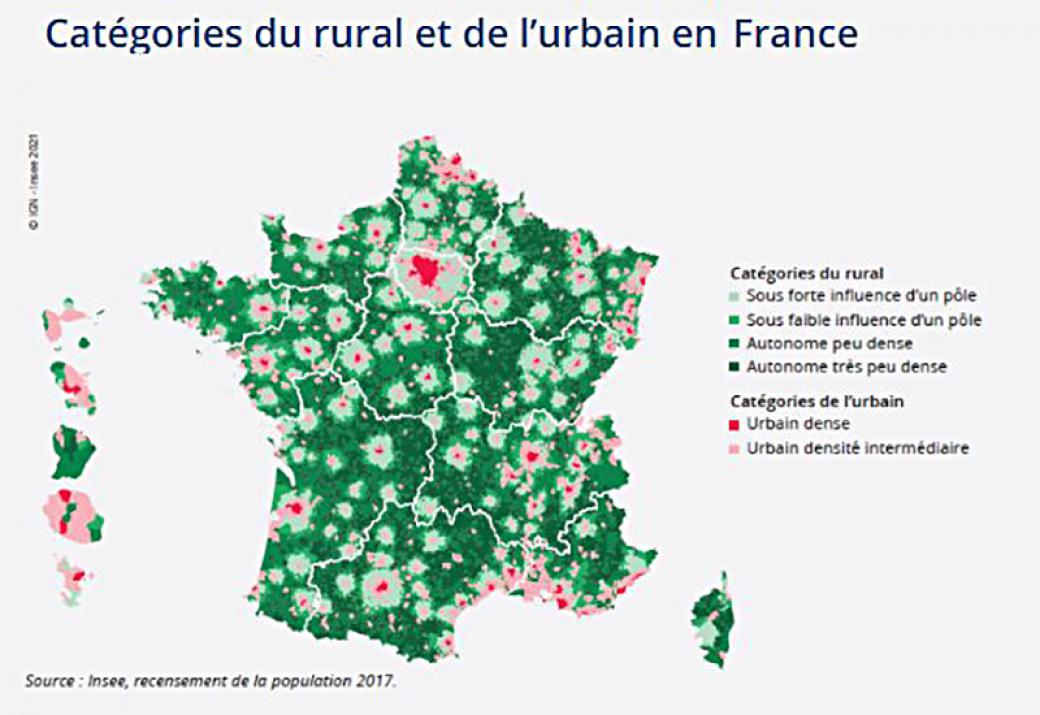 Catégories du rural et de l'urbain en France
© IGN - Insee 2021
Catégories du rural
Sous forte influence d'un pôle
Sous faible influence d'un pôle
Autonome peu dense
Autonome très peu dense
Catégories de l'urbain
Urbain dense
Urbain densité intermédiaire
Source : Insee, recensement de la population 2017.